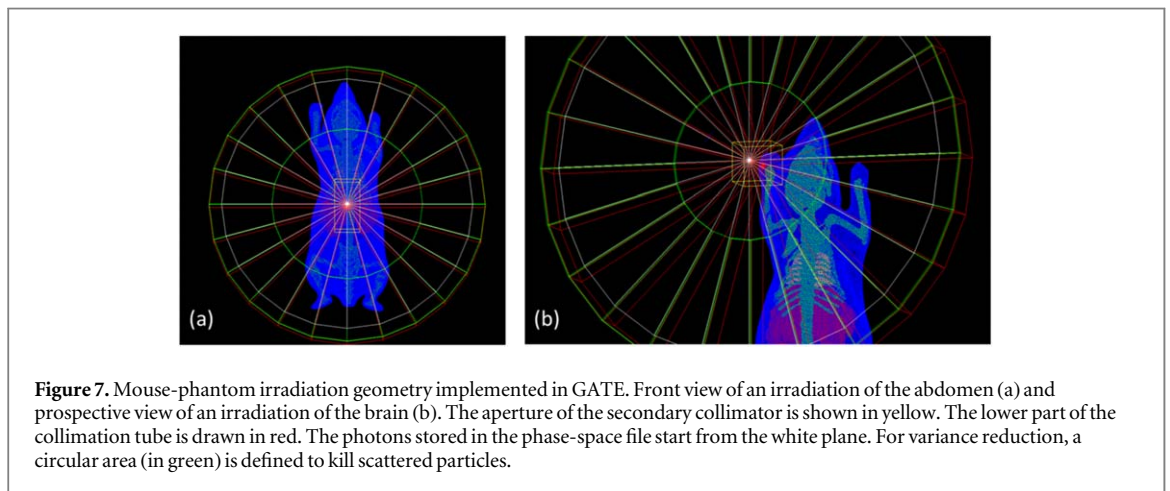 (a)
(b)
Figure 7. Mouse-phantom irradiation geometry implemented in GATE. Front view of an irradiation of the abdomen (a) and
prospective view of an irradiation of the brain (b). The aperture of the secondary collimator is shown in yellow. The lower part of the
collimation tube is drawn in red. The photons stored in the phase-space file start from the white plane. For variance reduction, a
circular area (in green) is defined to kill scattered particles.